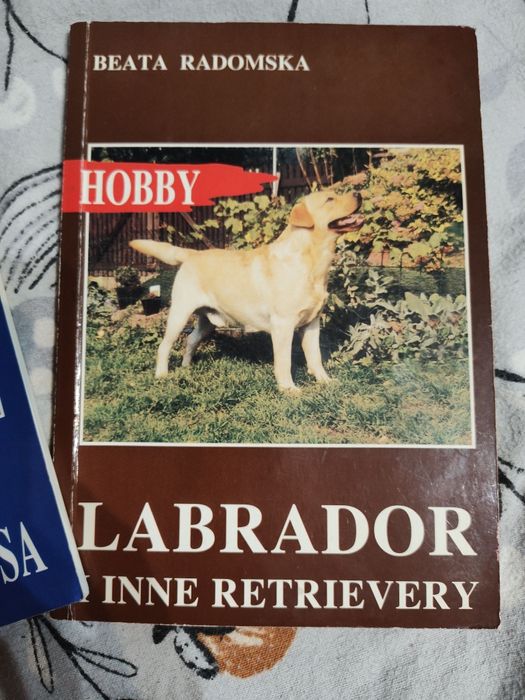 BEATA RADOMSKA
HOBBY
LABRADOR
I INNE RETRIEVERY
SA